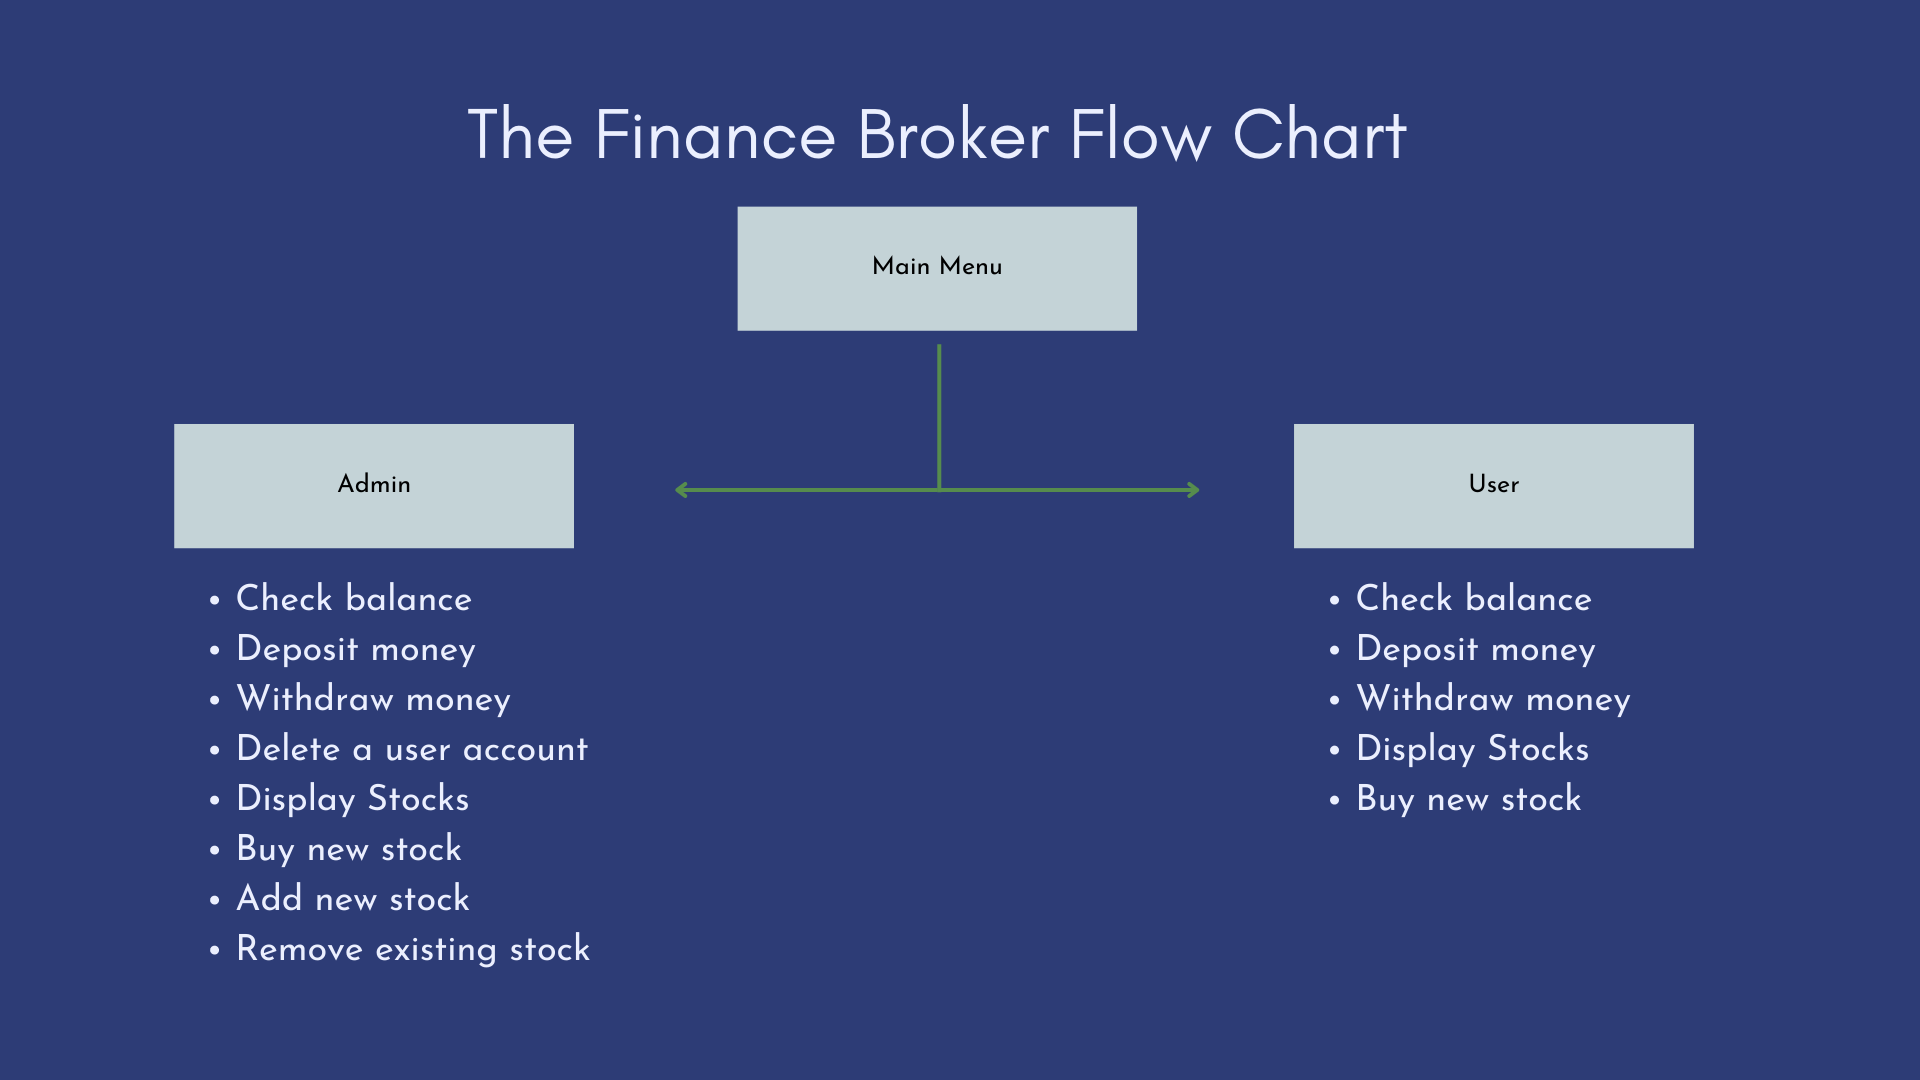 The Finance Broker Flow Chart
Main Menu
Admin
Check balance
Deposit money
Withdraw money
Delete a user account
Display Stocks
Buy new stock
Add new stock
Remove existing stock
User
Check balance
Deposit money
Withdraw money
Display Stocks
Buy new stock